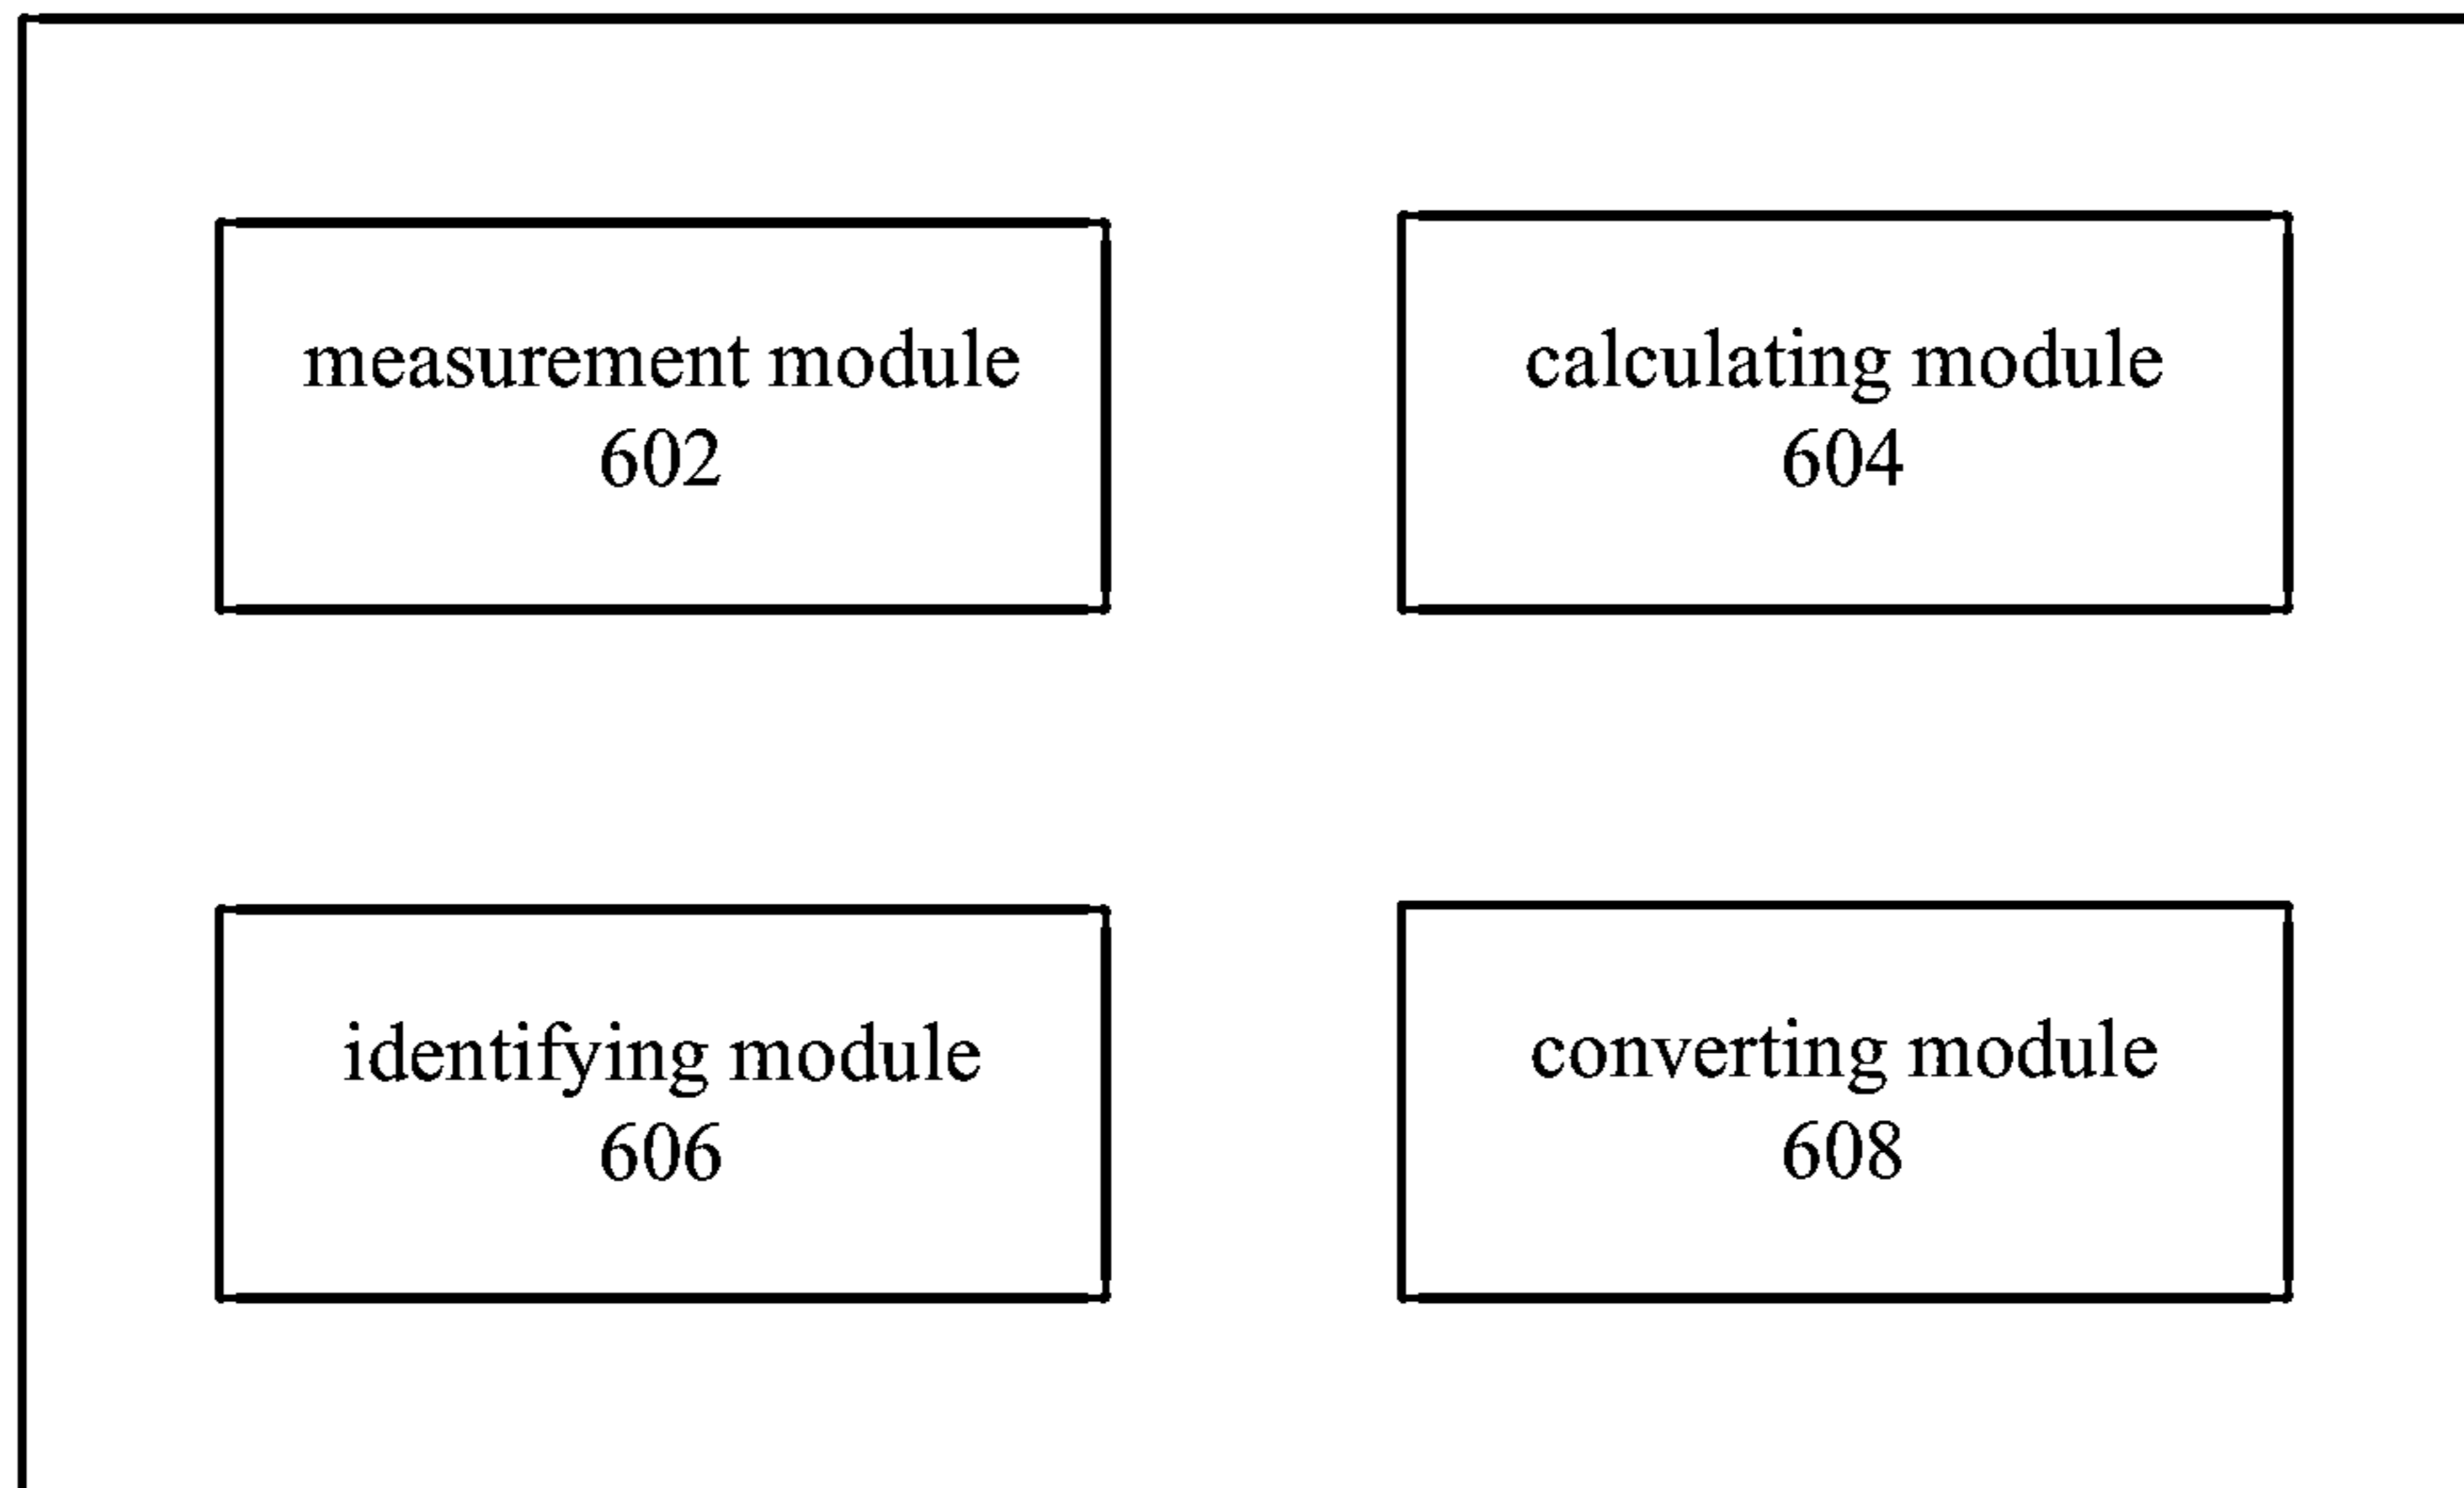 measurement module
602
calculating module
604
identifying module
606
converting module
608